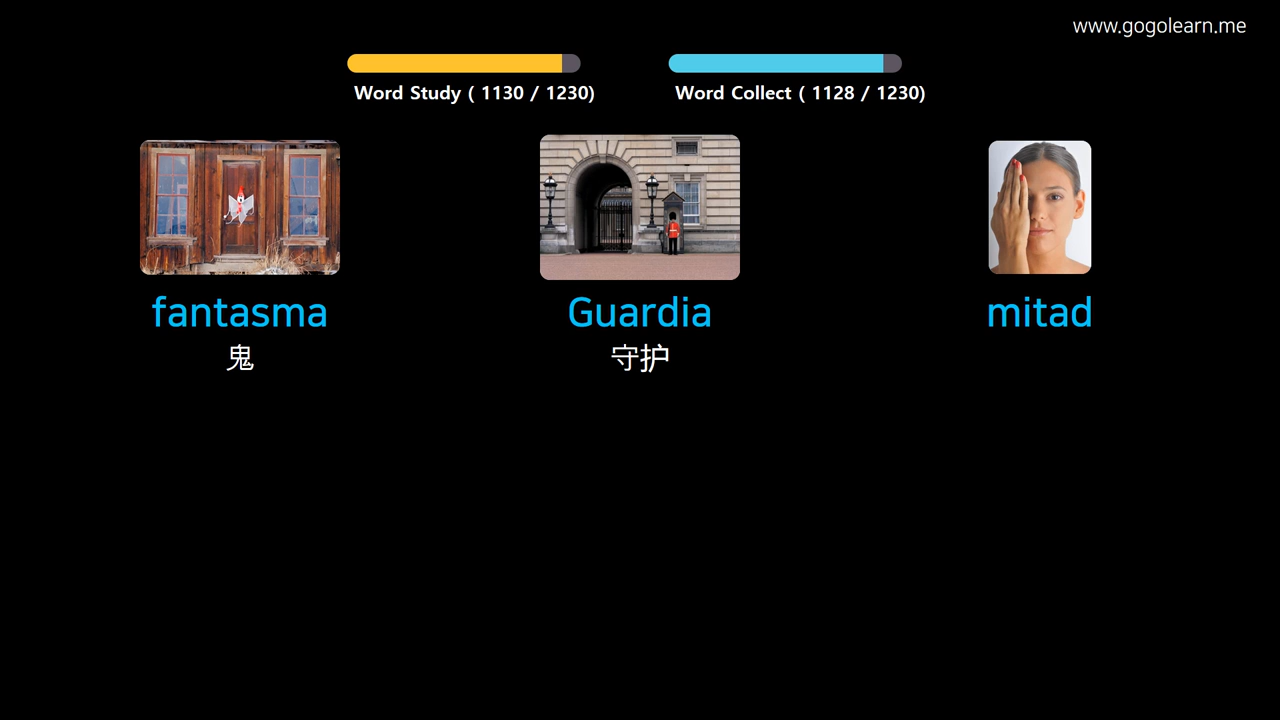 www.gogolearn.me
Word Study ( 1130 / 1230)
Word Collect ( 1128 / 1230)
fantasma
Guardia
mitad
鬼
守护